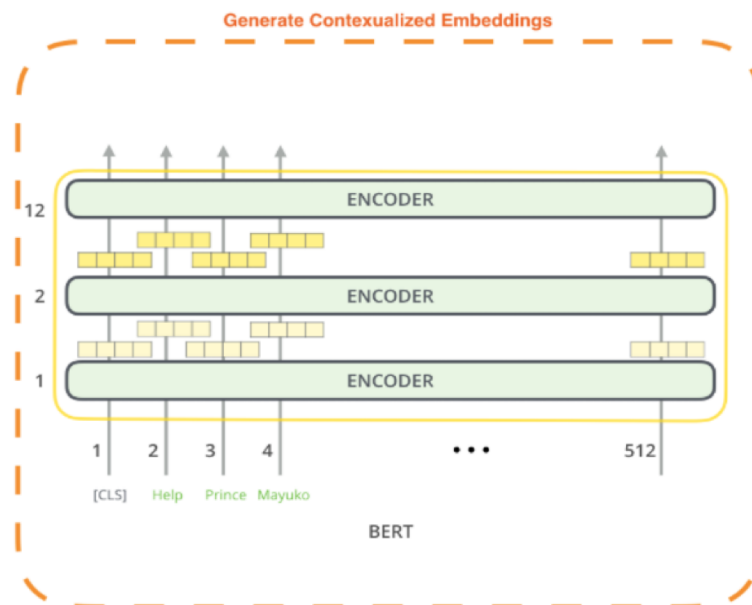 Generate Contexualized Embeddings
12 ENCODER
2 ENCODER
1 ENCODER
1 2 3 4 ••• 512
[CLS] Help Prince Mayuko
BERT